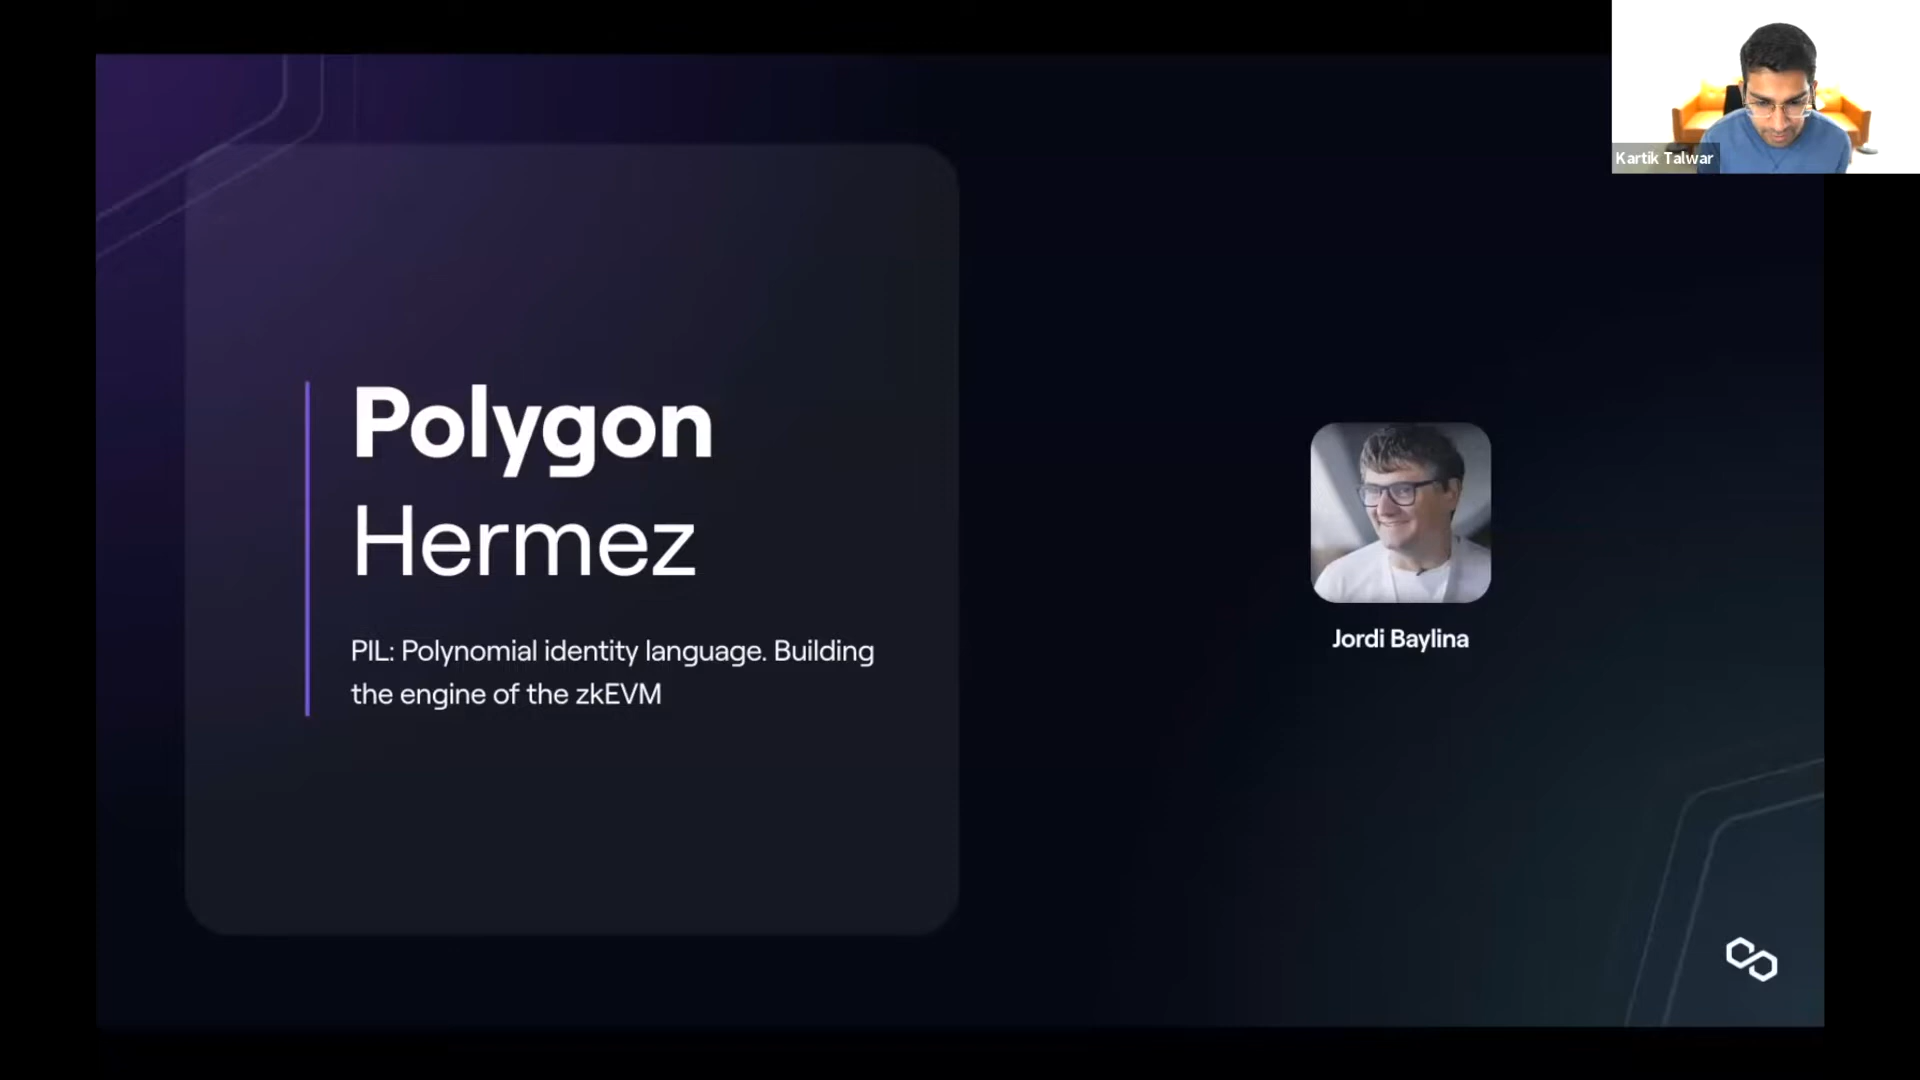 Kartik Talwar
Polygon
Hermez
PIL: Polynomial identity language. Building
the engine of the zkEVM
Jordi Baylina